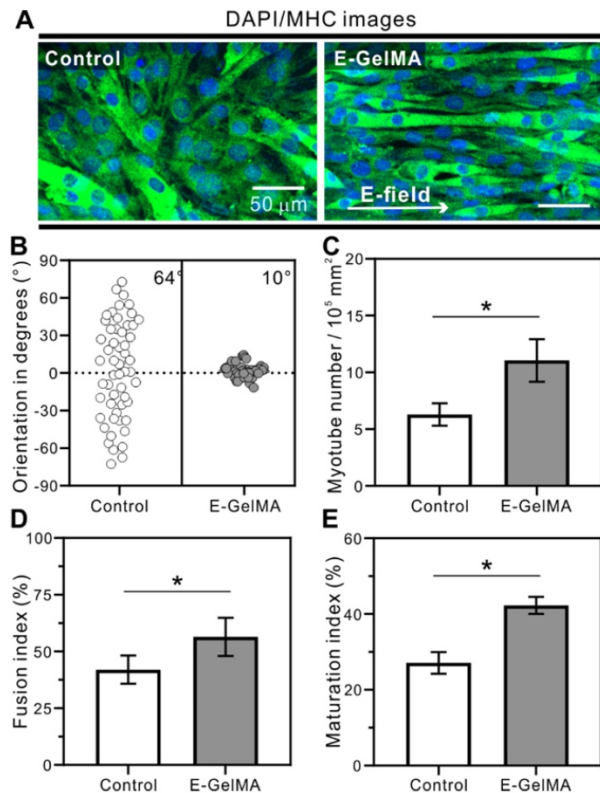 A
DAPI/MHC images
Control
E-GelMA
50 μm
E-field
B
Orientation in degrees (°)
90
60
30
0
-30
-60
-90
64°
10°
Control
E-GelMA
C
Myotube number / 10⁵ mm²
20
15
10
5
0
*
Control
E-GelMA
D
Fusion index (%)
100
75
50
25
0
*
Control
E-GelMA
E
Maturation index (%)
60
40
20
0
*
Control
E-GelMA